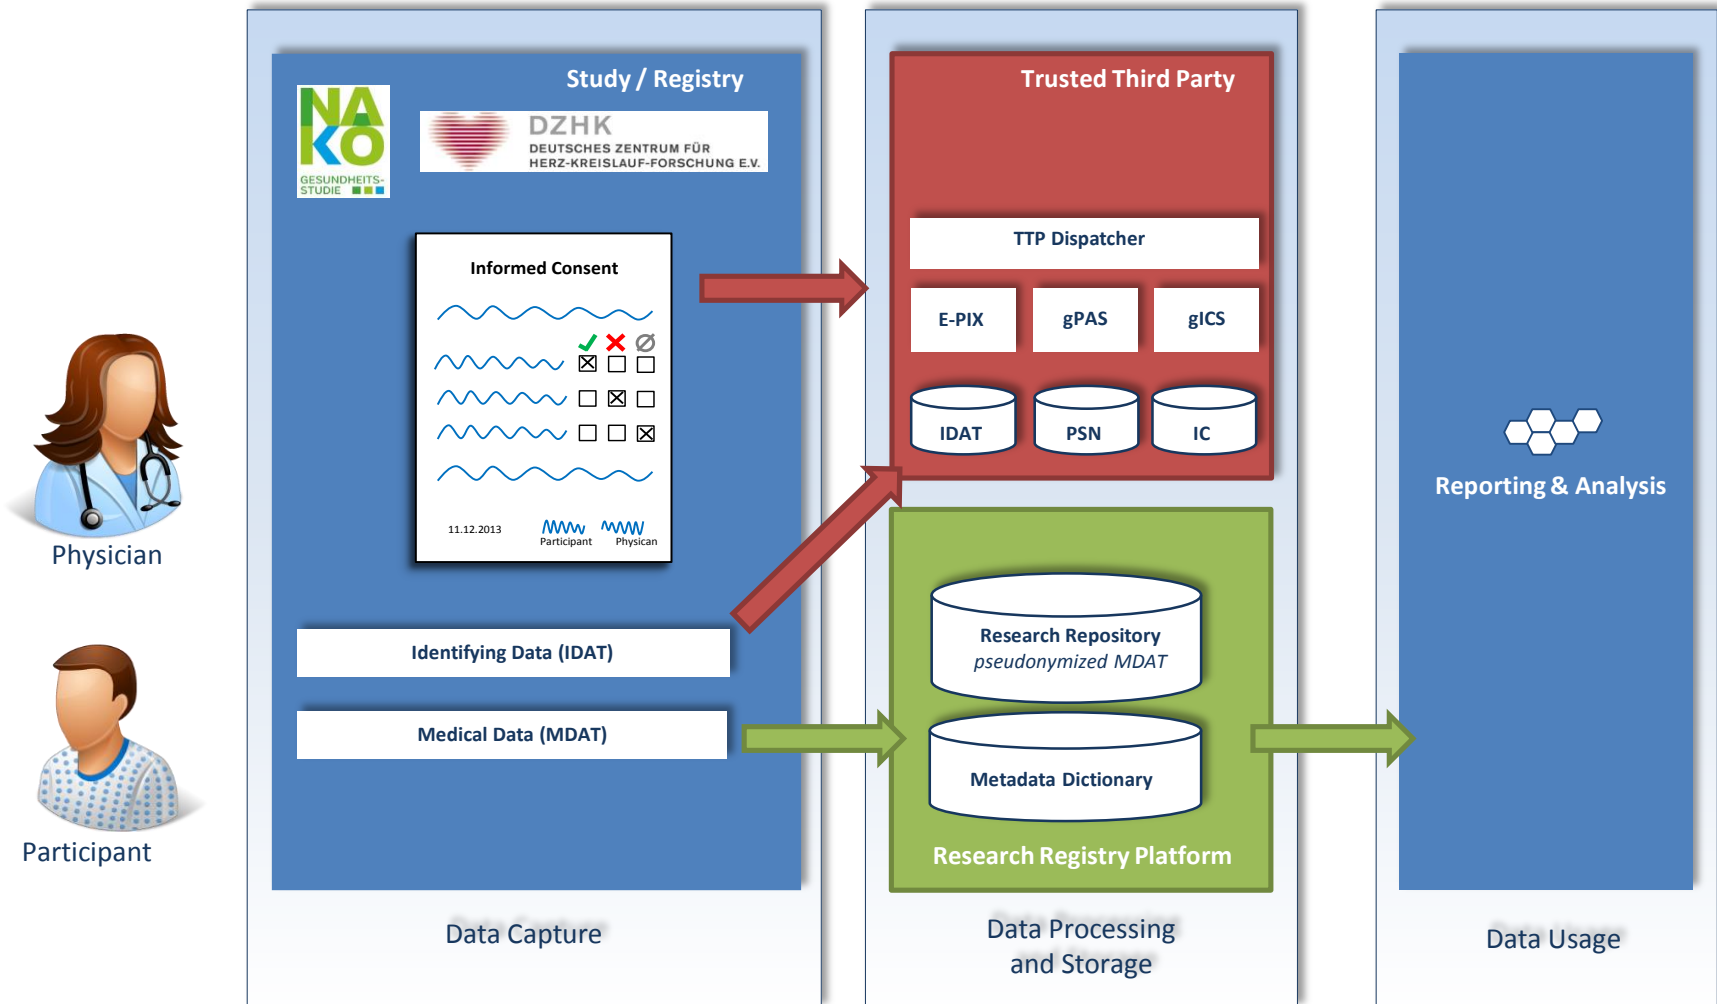 Physician
Participant
Study / Registry
NA
KO
GESUNDHEITS-
STUDIE
DZHK
DEUTSCHES ZENTRUM FÜR
HERZ-KREISLAUF-FORSCHUNG E.V.
Informed Consent
11.12.2013
Participant
Physican
Identifying Data (IDAT)
Medical Data (MDAT)
Data Capture
Trusted Third Party
TTP Dispatcher
E-PIX
gPAS
gICS
IDAT
PSN
IC
Research Repository
pseudonymized MDAT
Metadata Dictionary
Research Registry Platform
Data Processing
and Storage
Reporting & Analysis
Data Usage